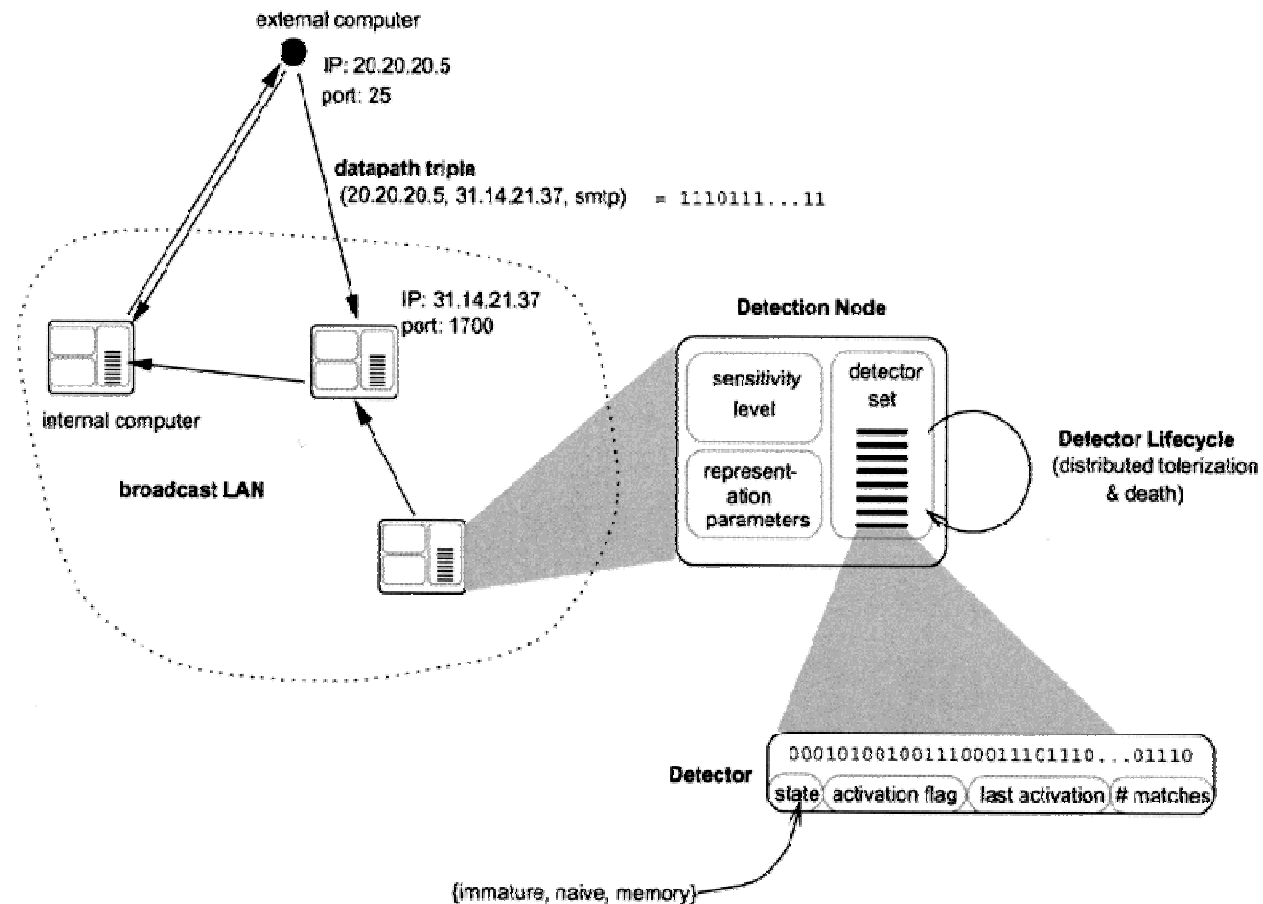 external computer
IP: 20.20.20.5
port: 25
datapath triple
(20.20.20.5, 31.14.21.37, smtp) = 1110111...11
IP: 31.14.21.37
port: 1700
internal computer
broadcast LAN
Detection Node
sensitivity
level
detector
set
represent-
ation
parameters
Detector Lifecycle
(distributed tolerization
& death)
Detector
000101001001110001110111 0...01110
state
activation flag
last activation
# matches
{immature, naive, memory}